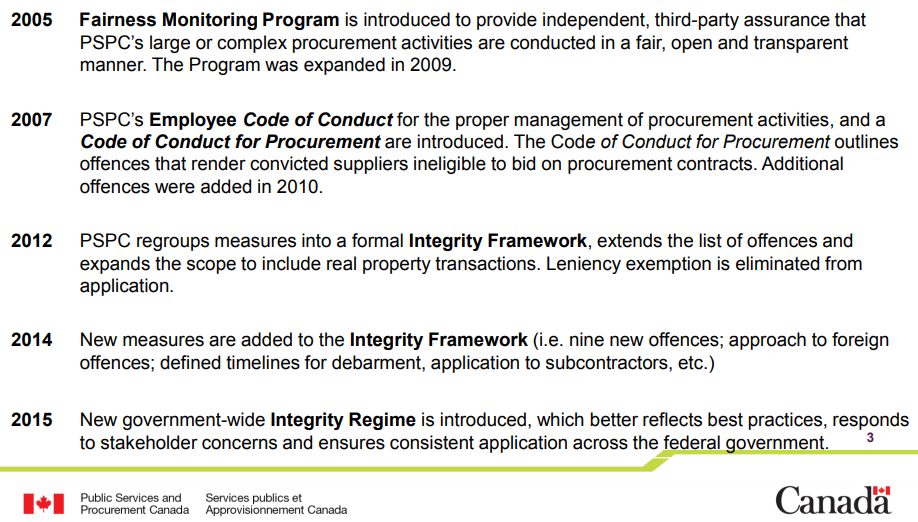 2005 Fairness Monitoring Program is introduced to provide independent, third-party assurance that
PSPC’s large or complex procurement activities are conducted in a fair, open and transparent
manner. The Program was expanded in 2009.
2007 PSPC’s Employee Code of Conduct for the proper management of procurement activities, and a
Code of Conduct for Procurement are introduced. The Code of Conduct for Procurement outlines
offences that render convicted suppliers ineligible to bid on procurement contracts. Additional
offences were added in 2010.
2012 PSPC regroups measures into a formal Integrity Framework, extends the list of offences and
expands the scope to include real property transactions. Leniency exemption is eliminated from
application.
2014 New measures are added to the Integrity Framework (i.e. nine new offences; approach to foreign
offences; defined timelines for debarment, application to subcontractors, etc.)
2015 New government-wide Integrity Regime is introduced, which better reflects best practices, responds
to stakeholder concerns and ensures consistent application across the federal government.
3
Public Services and
Procurement Canada
Services publics et
Approvisionnement Canada
Canada